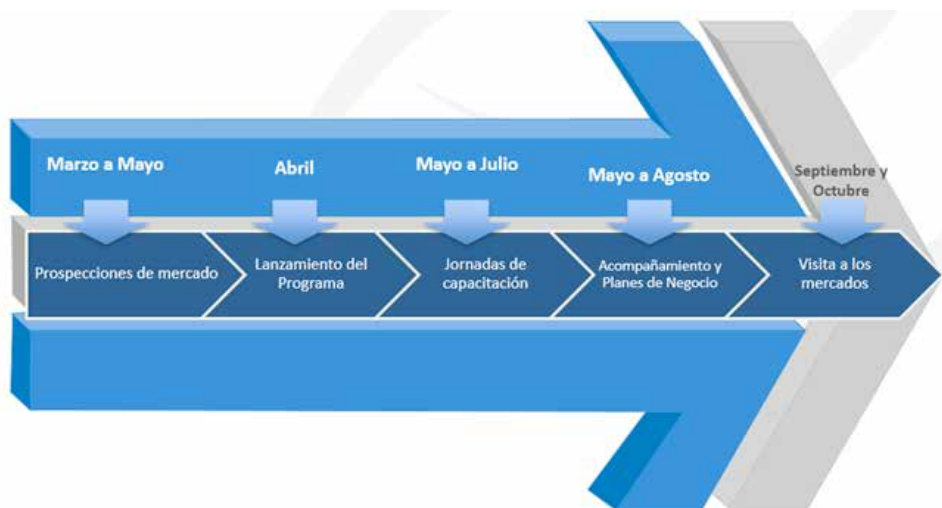 Marzo a Mayo
Abril
Mayo a Julio
Mayo a Agosto
Septiembre y
Octubre
Prospecciones de mercado
Lanzamiento del
Programa
Jornadas de
capacitación
Acompañamiento y
Planes de Negocio
Visita a los
mercados